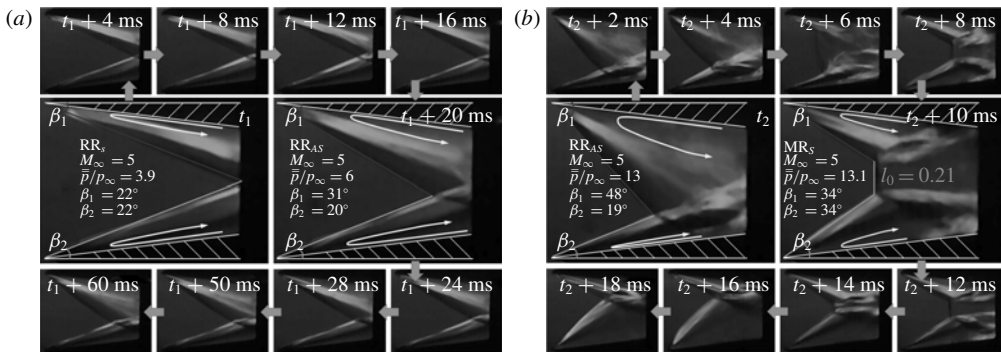 (a)
t₁ + 4 ms
t₁ + 8 ms
t₁ + 12 ms
t₁ + 16 ms
β₁
t₁
RR_S
M∞ = 5
p̿/p∞ = 3.9
β₁ = 22°
β₂ = 22°
β₂
β₁
t₁ + 20 ms
RR_AS
M∞ = 5
p̿/p∞ = 6
β₁ = 31°
β₂ = 20°
β₂
t₁ + 60 ms
t₁ + 50 ms
t₁ + 28 ms
t₁ + 24 ms
(b)
t₂ + 2 ms
t₂ + 4 ms
t₂ + 6 ms
t₂ + 8 ms
β₁
t₂
RR_AS
M∞ = 5
p̿/p∞ = 13
β₁ = 48°
β₂ = 19°
β₂
β₁
t₂ + 10 ms
MR_S
M∞ = 5
p̿/p∞ = 13.1
β₁ = 34°
β₂ = 34°
l₀ = 0.21
β₂
t₂ + 18 ms
t₂ + 16 ms
t₂ + 14 ms
t₂ + 12 ms